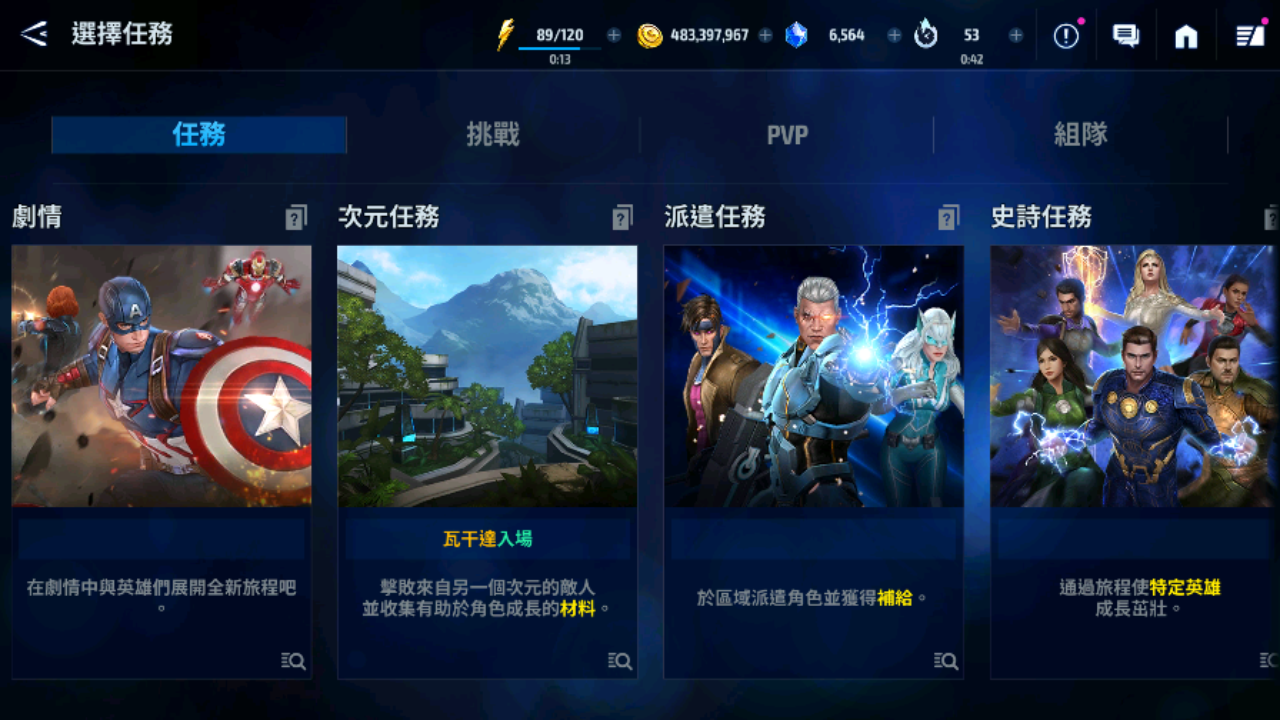 選擇任務
89/120
0:13
483,397,967
6,564
53
0:42
任務
挑戰
PVP
組隊
劇情
次元任務
派遣任務
史詩任務
瓦干達入場
在劇情中與英雄們展開全新旅程吧
。
擊敗來自另一個次元的敵人
並收集有助於角色成長的材料。
於區域派遣角色並獲得補給。
通過旅程使特定英雄
成長茁壯。